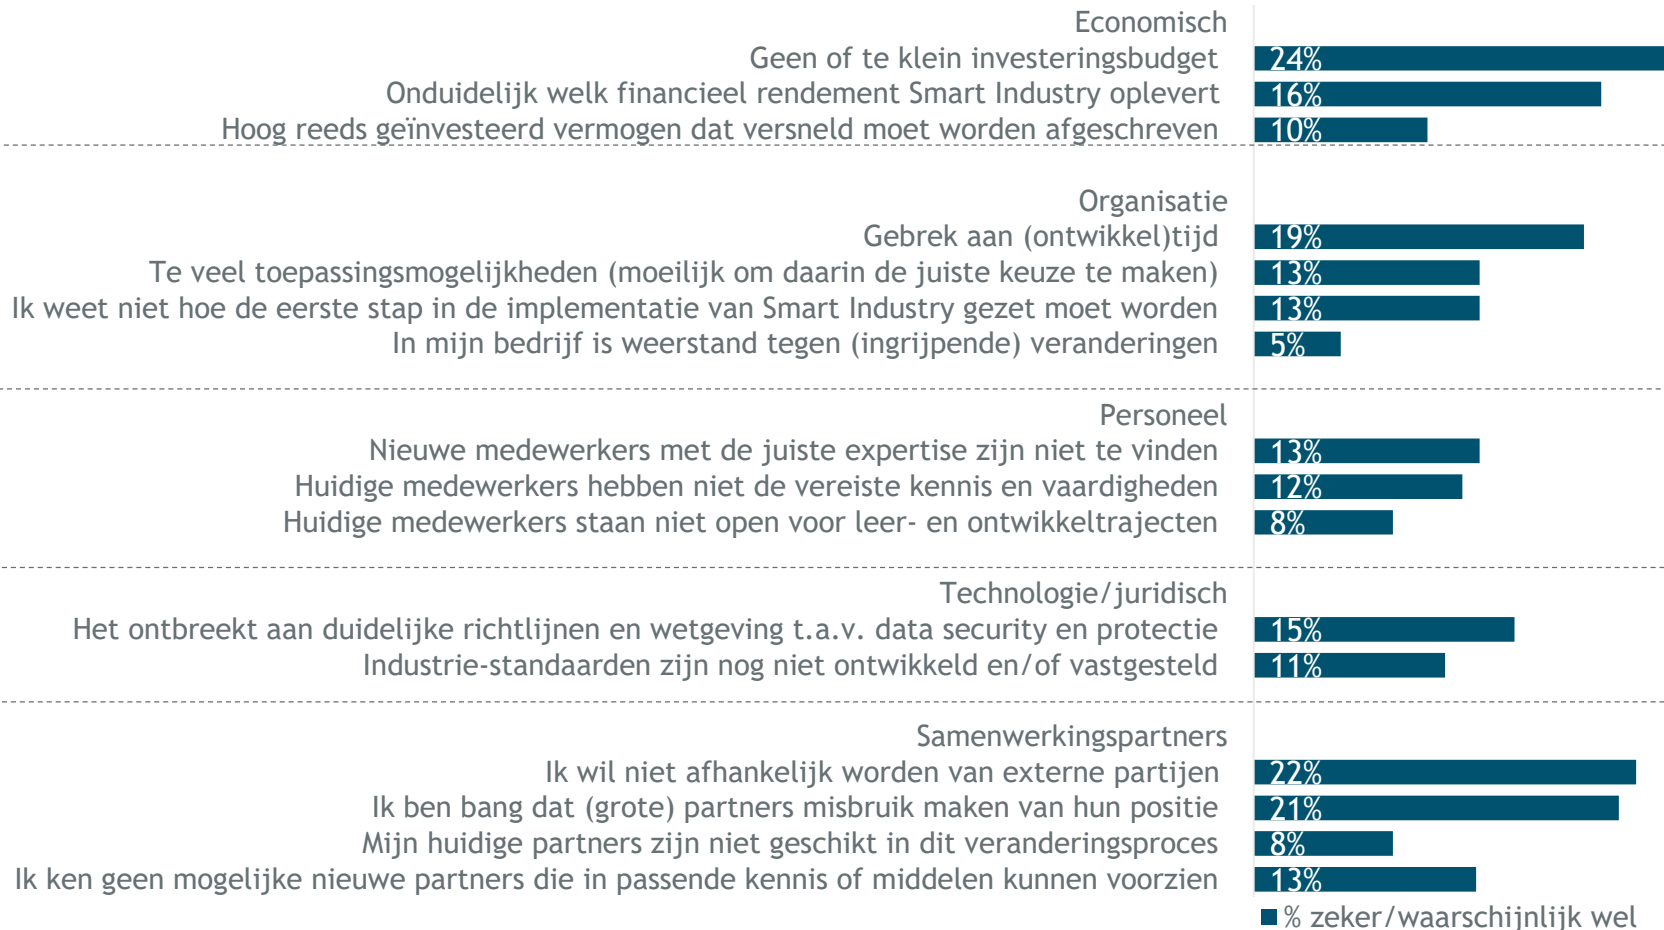 Economisch
Geen of te klein investeringsbudget 24%
Onduidelijk welk financieel rendement Smart Industry oplevert 16%
Hoog reeds geïnvesteerd vermogen dat versneld moet worden afgeschreven 10%
Organisatie
Gebrek aan (ontwikkel)tijd 19%
Te veel toepassingsmogelijkheden (moeilijk om daarin de juiste keuze te maken) 13%
Ik weet niet hoe de eerste stap in de implementatie van Smart Industry gezet moet worden 13%
In mijn bedrijf is weerstand tegen (ingrijpende) veranderingen 5%
Personeel
Nieuwe medewerkers met de juiste expertise zijn niet te vinden 13%
Huidige medewerkers hebben niet de vereiste kennis en vaardigheden 12%
Huidige medewerkers staan niet open voor leer- en ontwikkeltrajecten 8%
Technologie/juridisch
Het ontbreekt aan duidelijke richtlijnen en wetgeving t.a.v. data security en protectie 15%
Industrie-standaarden zijn nog niet ontwikkeld en/of vastgesteld 11%
Samenwerkingspartners
Ik wil niet afhankelijk worden van externe partijen 22%
Ik ben bang dat (grote) partners misbruik maken van hun positie 21%
Mijn huidige partners zijn niet geschikt in dit veranderingsproces 8%
Ik ken geen mogelijke nieuwe partners die in passende kennis of middelen kunnen voorzien 13%
% zeker/waarschijnlijk wel